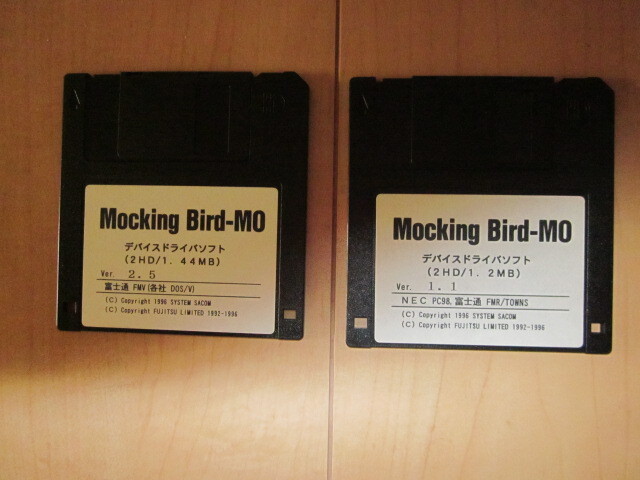 Mocking Bird-MO
デバイスドライバソフト
(2HD/1. 44MB)
Ver. 2. 5
富士通 FMV(各社 DOS/V)
(C) Copyright 1996 SYSTEM SACOM
(C) Copyright FUJITSU LIMITED 1992-1996
Mocking Bird-MO
デバイスドライバソフト
(2HD/1. 2MB)
Ver. 1. 1
NEC PC98, 富士通 FMR/TOWNS
(C) Copyright 1996 SYSTEM SACOM
(C) Copyright FUJITSU LIMITED 1992-1996